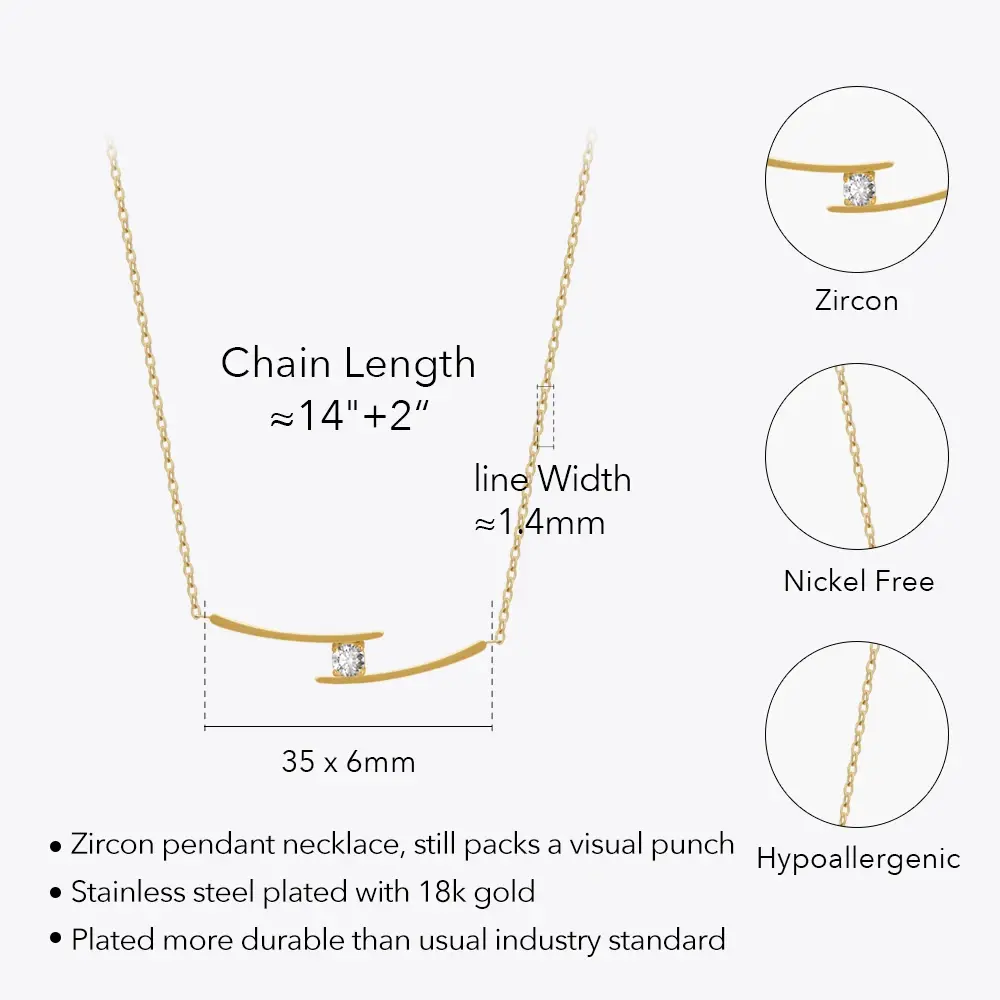 Chain Length
≈14"+2“
line Width
≈1.4mm
35 x 6mm
Zircon
Nickel Free
Hypoallergenic
• Zircon pendant necklace, still packs a visual punch
• Stainless steel plated with 18k gold
• Plated more durable than usual industry standard